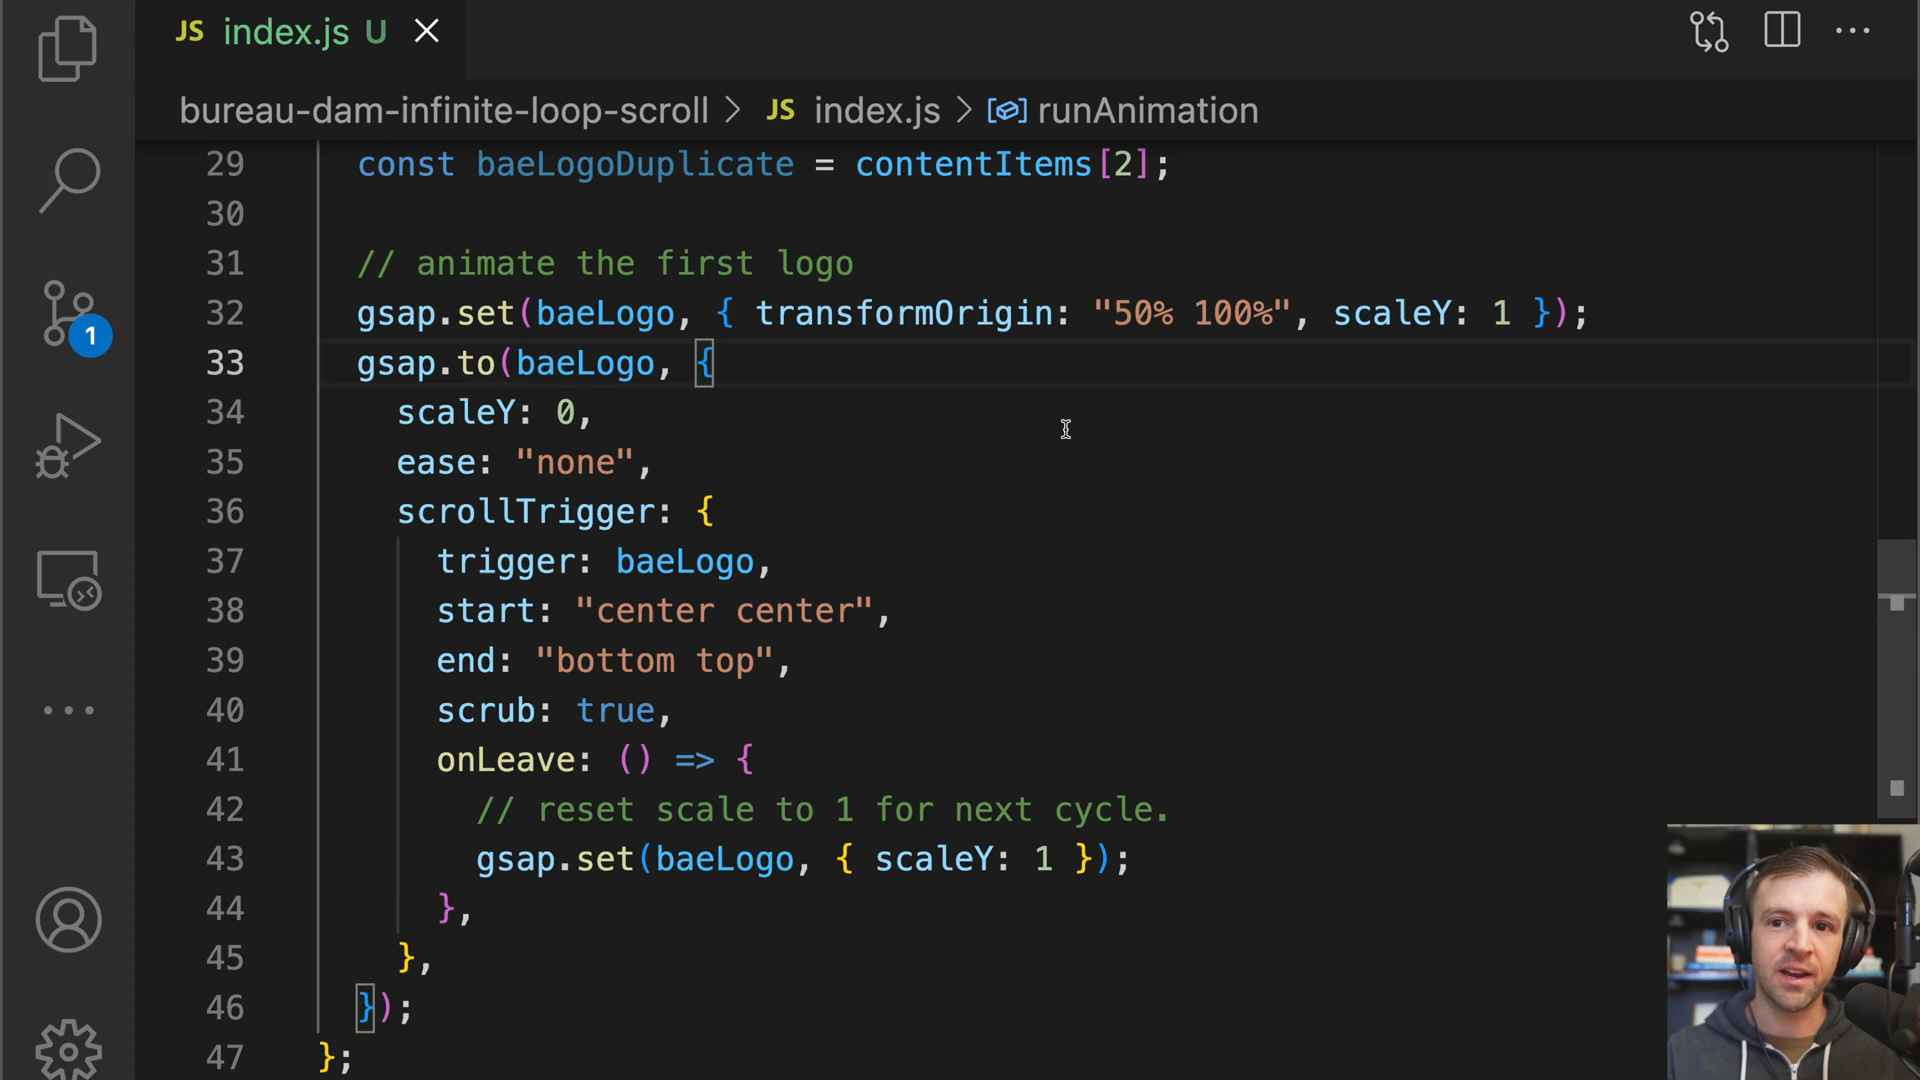 JS index.js U
bureau-dam-infinite-loop-scroll > JS index.js > runAnimation
29 const baeLogoDuplicate = contentItems[2];
30
31 // animate the first logo
32 gsap.set(baeLogo, { transformOrigin: "50% 100%", scaleY: 1 });
33 gsap.to(baeLogo, {
34 scaleY: 0,
35 ease: "none",
36 scrollTrigger: {
37 trigger: baeLogo,
38 start: "center center",
39 end: "bottom top",
40 scrub: true,
1
41 onLeave: () => {
42 // reset scale to 1 for next cycle.
43 gsap.set(baeLogo, { scaleY: 1 });
44 },
45 },
46 });
47 };